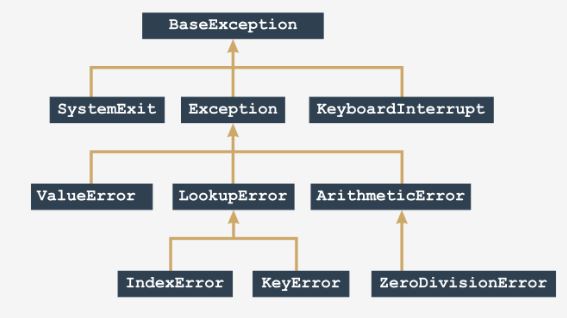 BaseException
SystemExit
Exception
KeyboardInterrupt
ValueError
LookupError
ArithmeticError
IndexError
KeyError
ZeroDivisionError